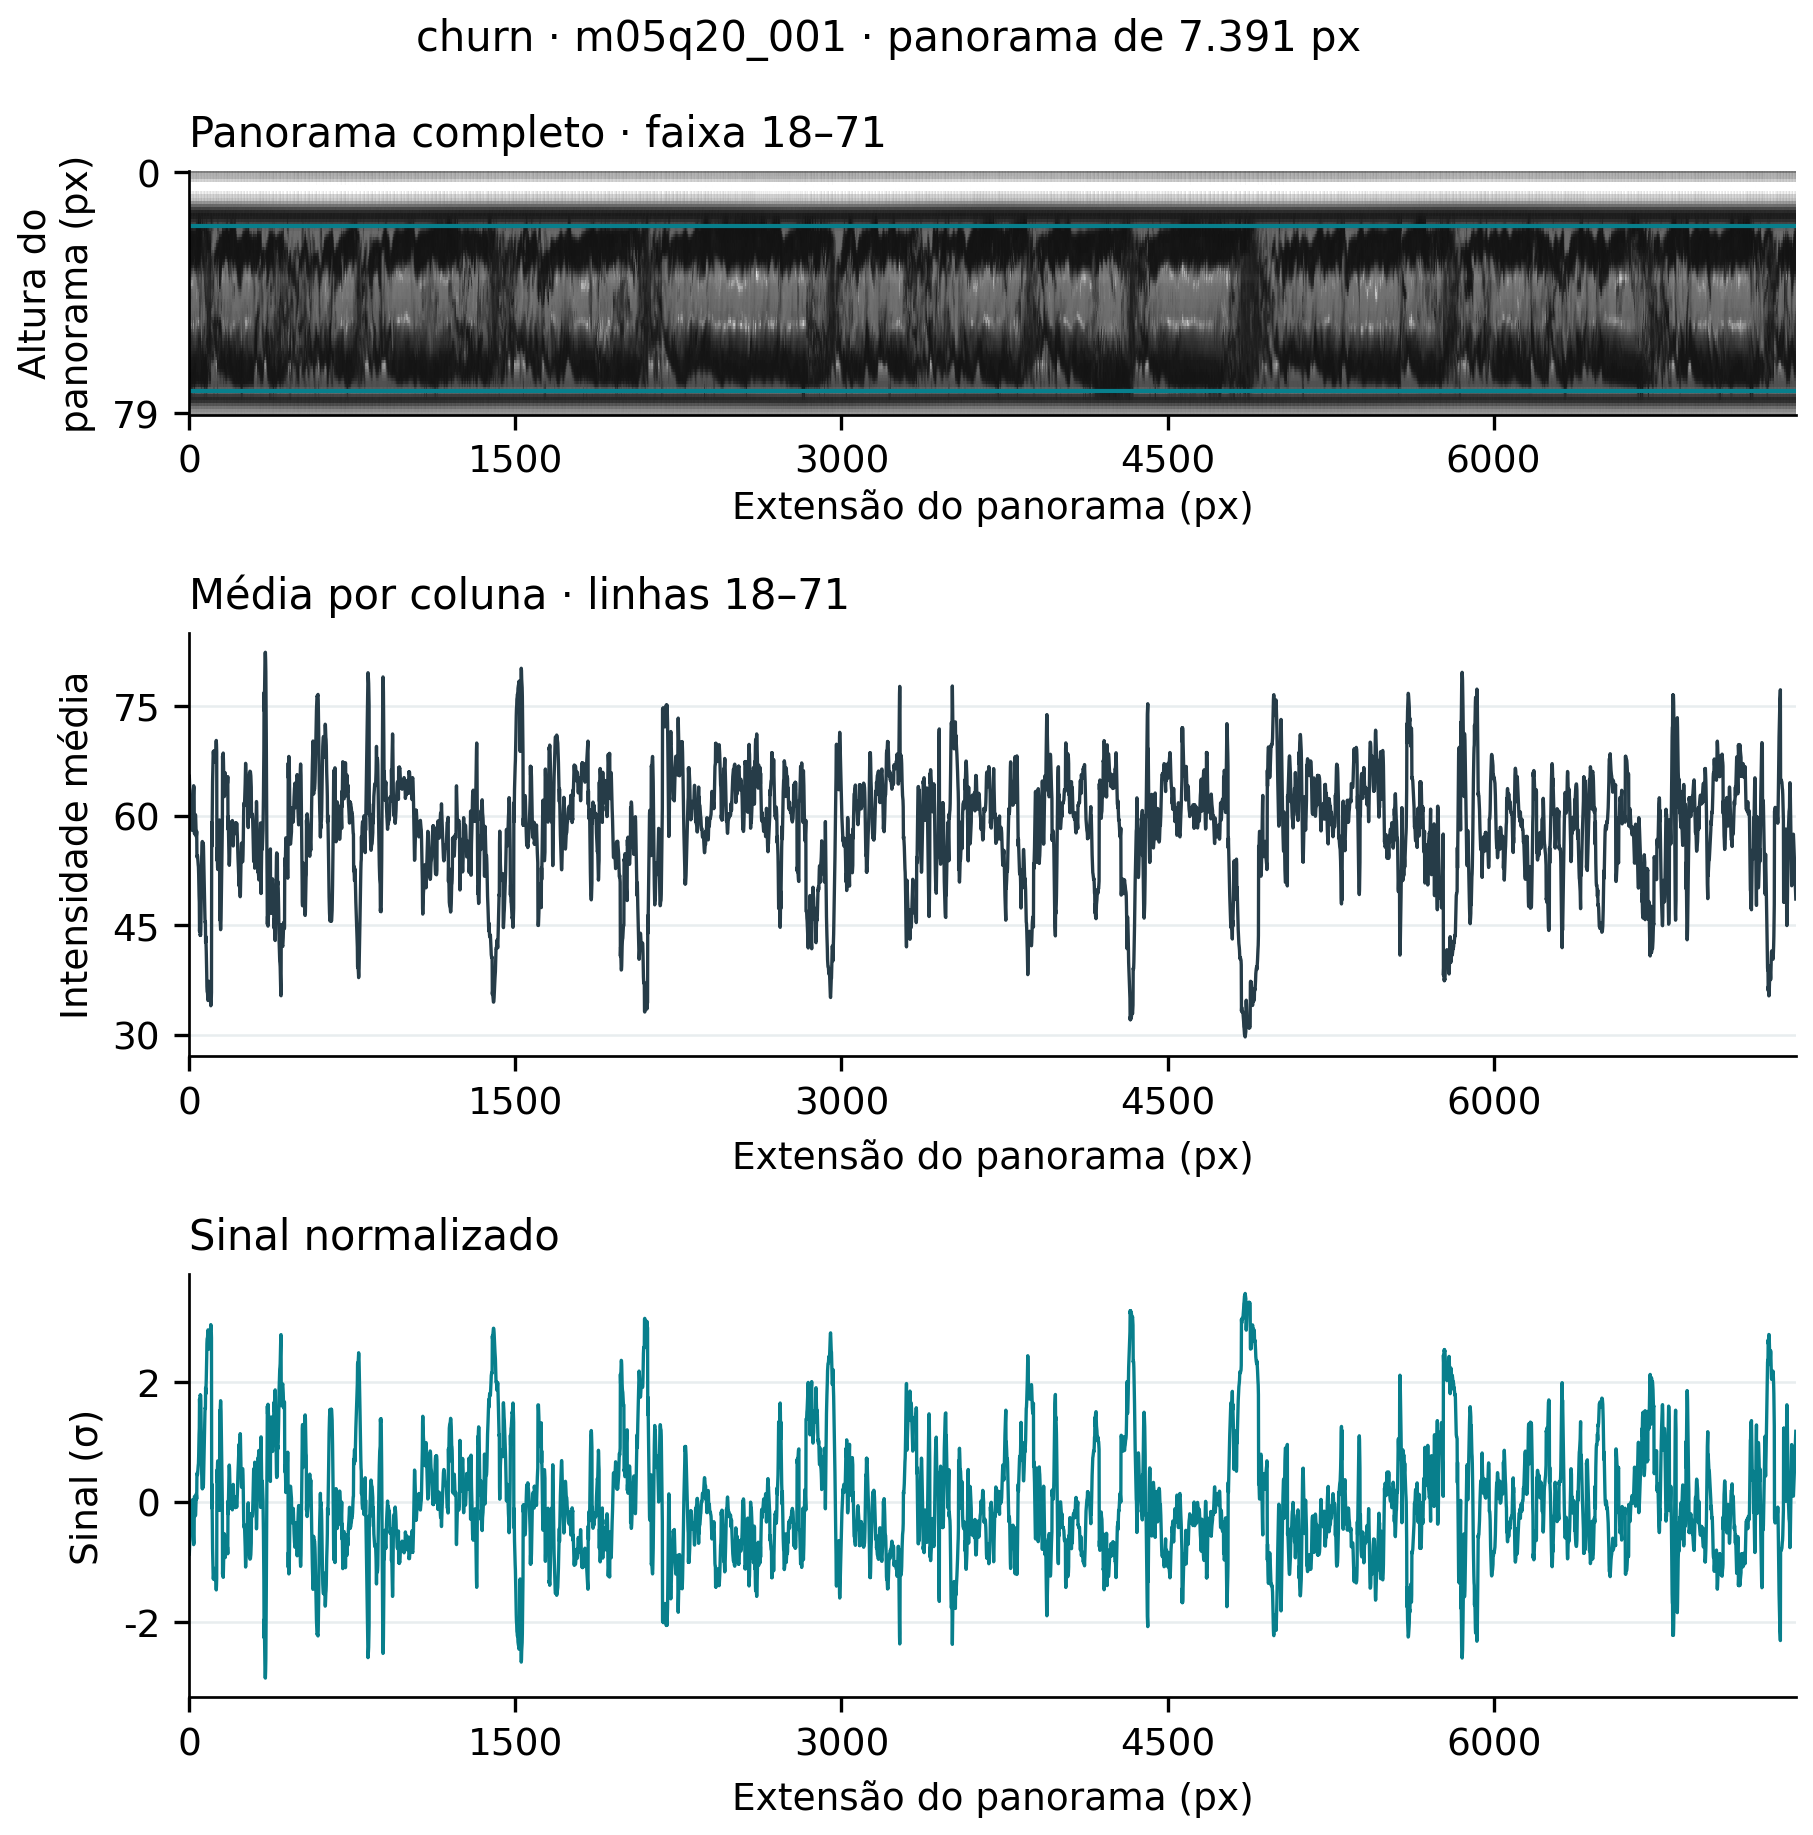 churn · m05q20_001 · panorama de 7.391 px
Panorama completo · faixa 18–71
Altura do
panorama (px)
0
79
0 1500 3000 4500 6000
Extensão do panorama (px)
Média por coluna · linhas 18–71
Intensidade média
75
60
45
30
0 1500 3000 4500 6000
Extensão do panorama (px)
Sinal normalizado
Sinal (σ)
2
0
-2
0 1500 3000 4500 6000
Extensão do panorama (px)